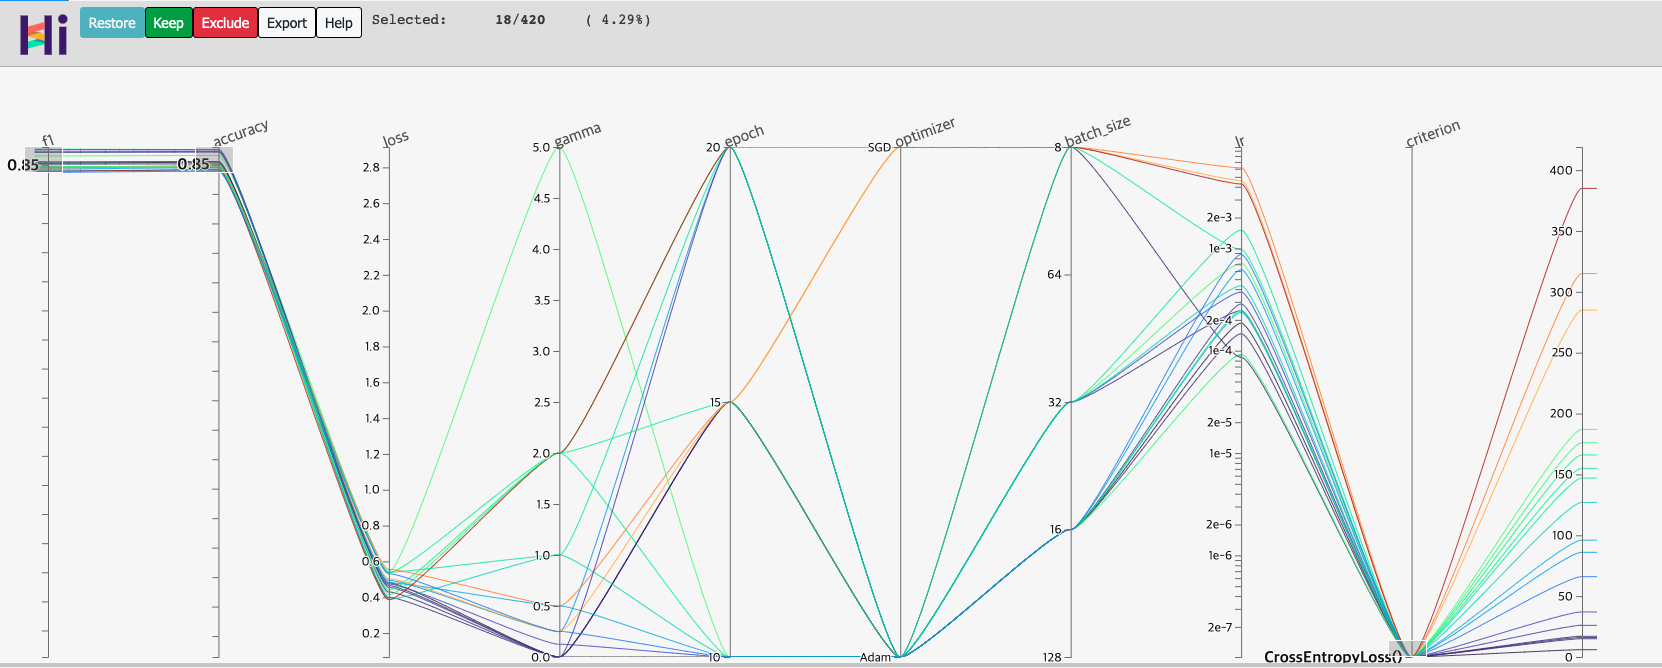 Hi
Restore Keep Exclude Export Help Selected: 18/420 ( 4.29%)
f1 accuracy loss gamma epoch optimizer batch_size lr criterion
0.85
0.85
2.8
2.6
2.4
2.2
2.0
1.8
1.6
1.4
1.2
1.0
0.8
0.6
0.4
0.2
5.0
4.5
4.0
3.5
3.0
2.5
2.0
1.5
1.0
0.5
0.0
20
15
10
SGD
Adam
8
64
32
16
128
2e-3
1e-3
2e-4
1e-4
2e-5
1e-5
2e-6
1e-6
2e-7
CrossEntropyLoss()
400
350
300
250
200
150
100
50
0